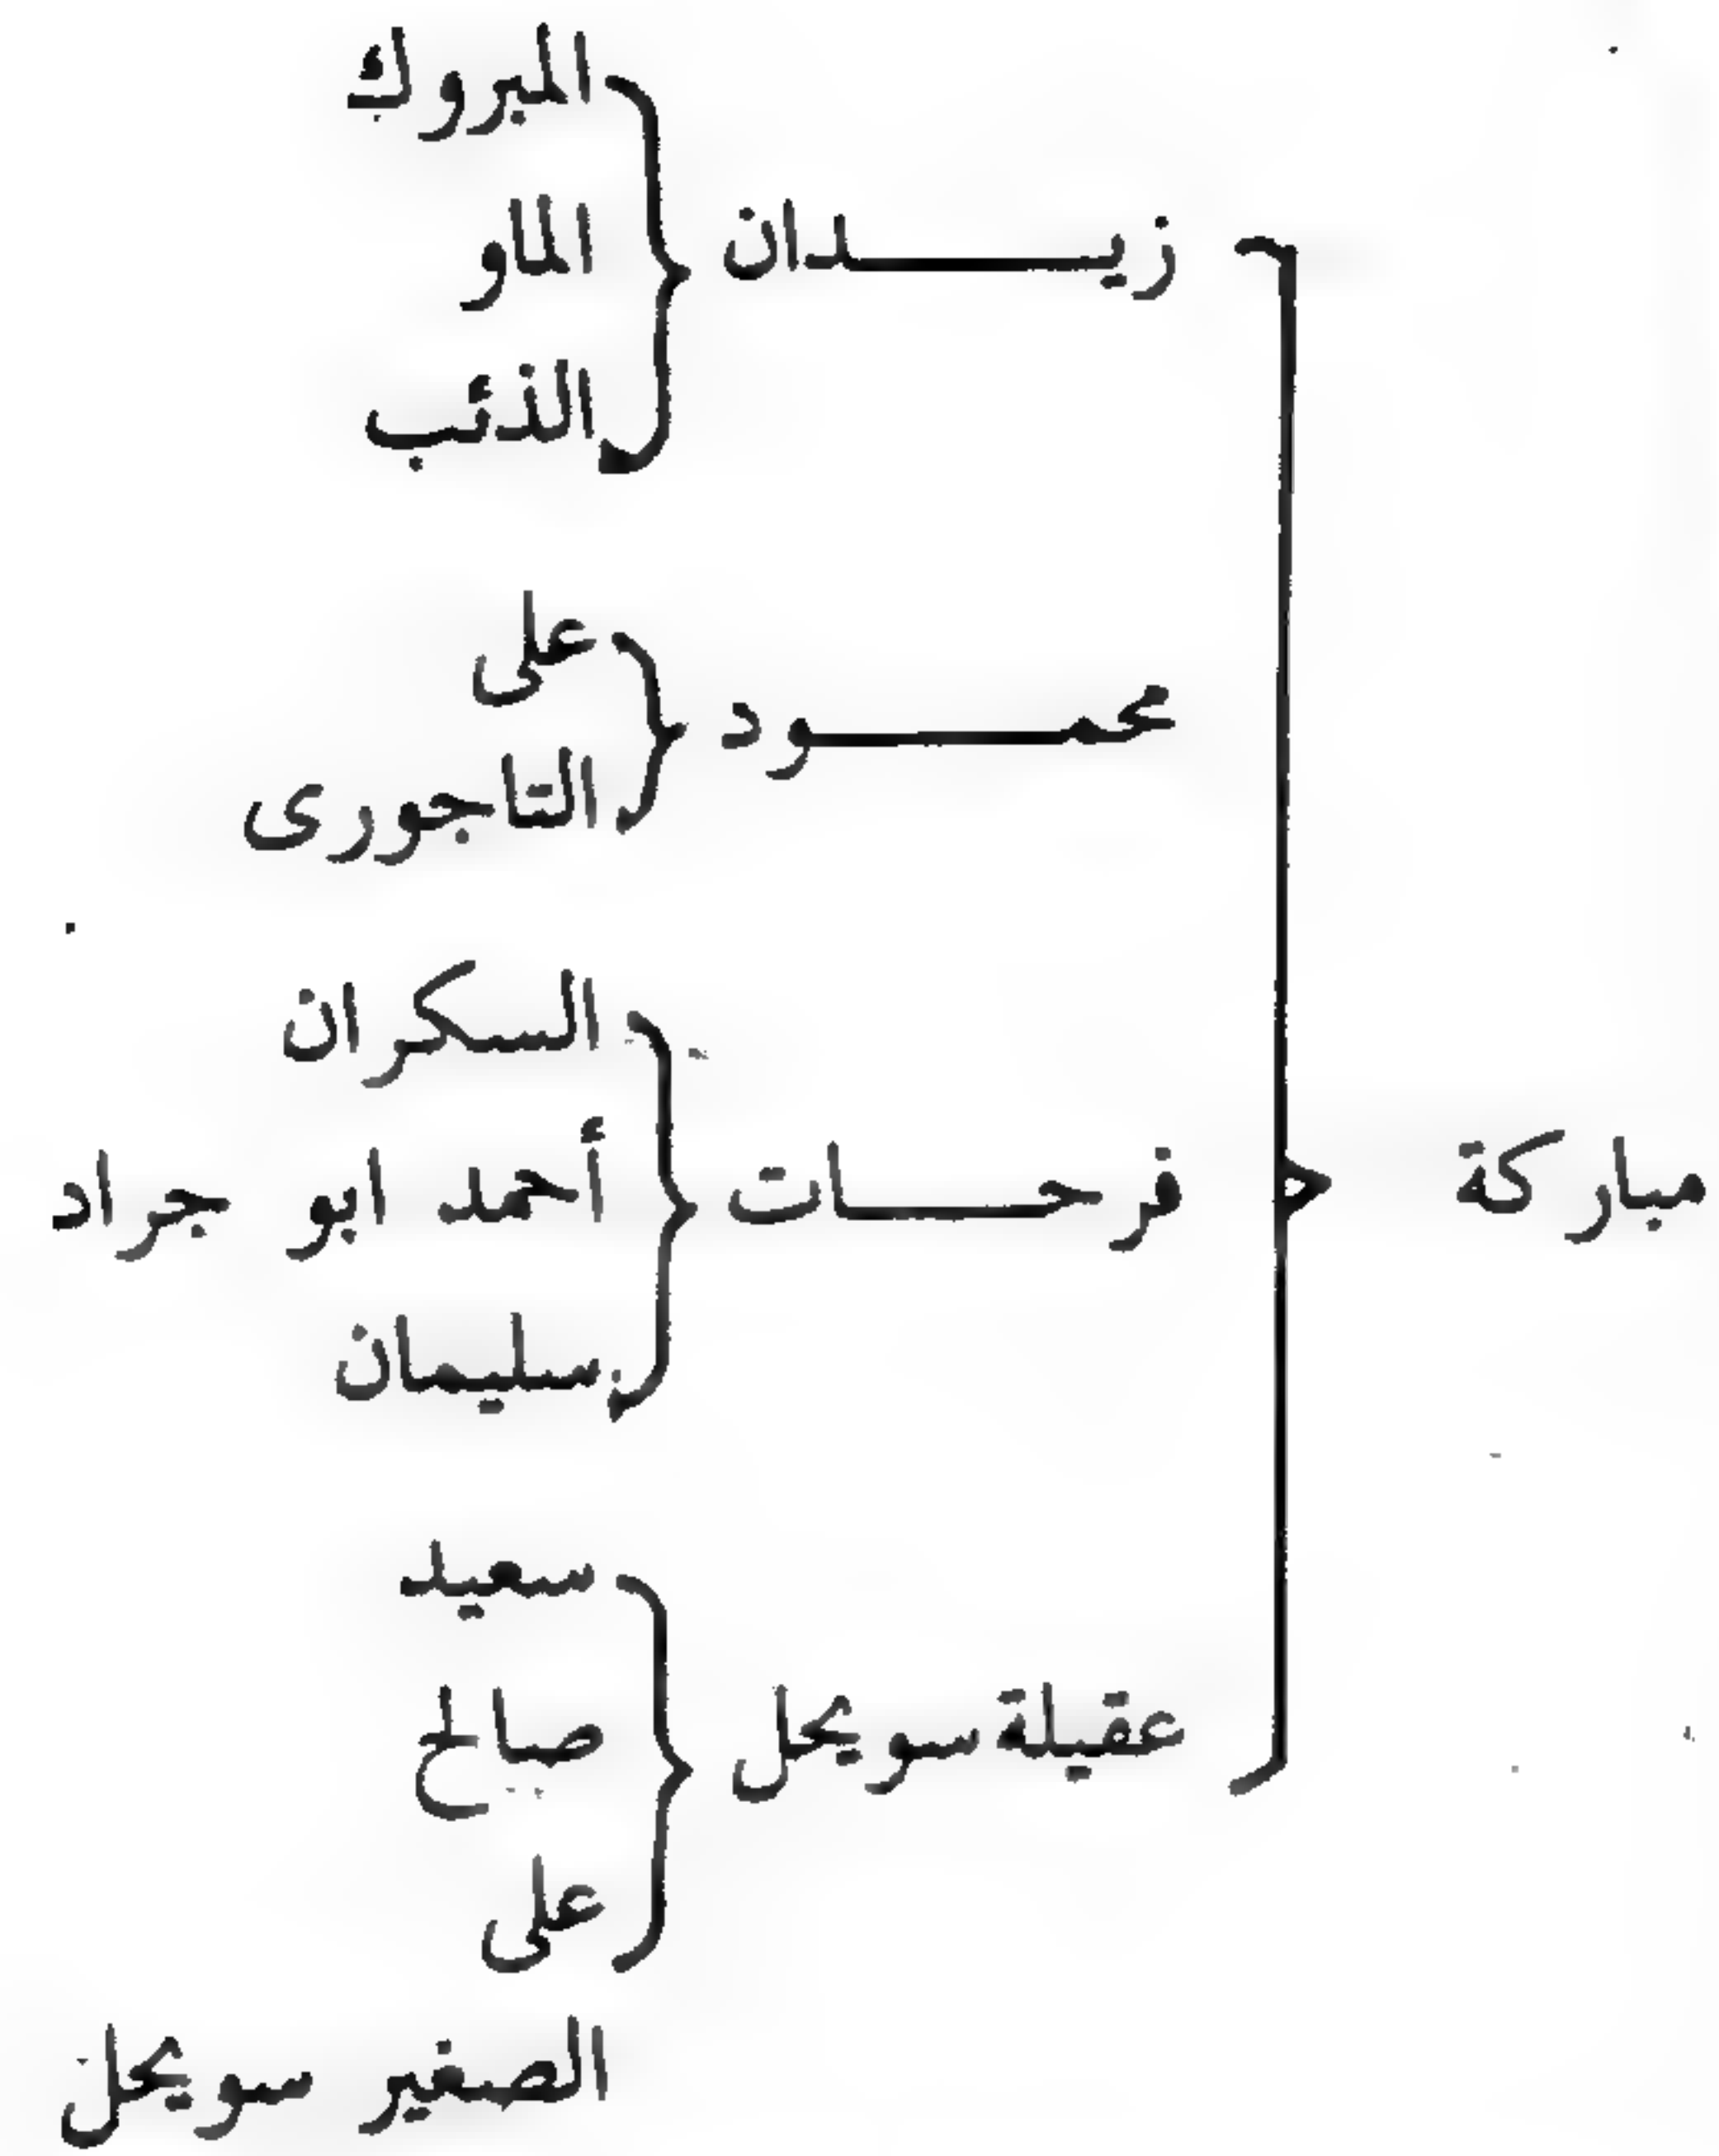 المبروك
زيدان
الماو
الذئب
على
محمود
التاجورى
السكران
مباركة
فرحات
أحمد ابو جراد
سليمان
سعيد
عقيلة سويحل
صالح
على
الصغير سويحل